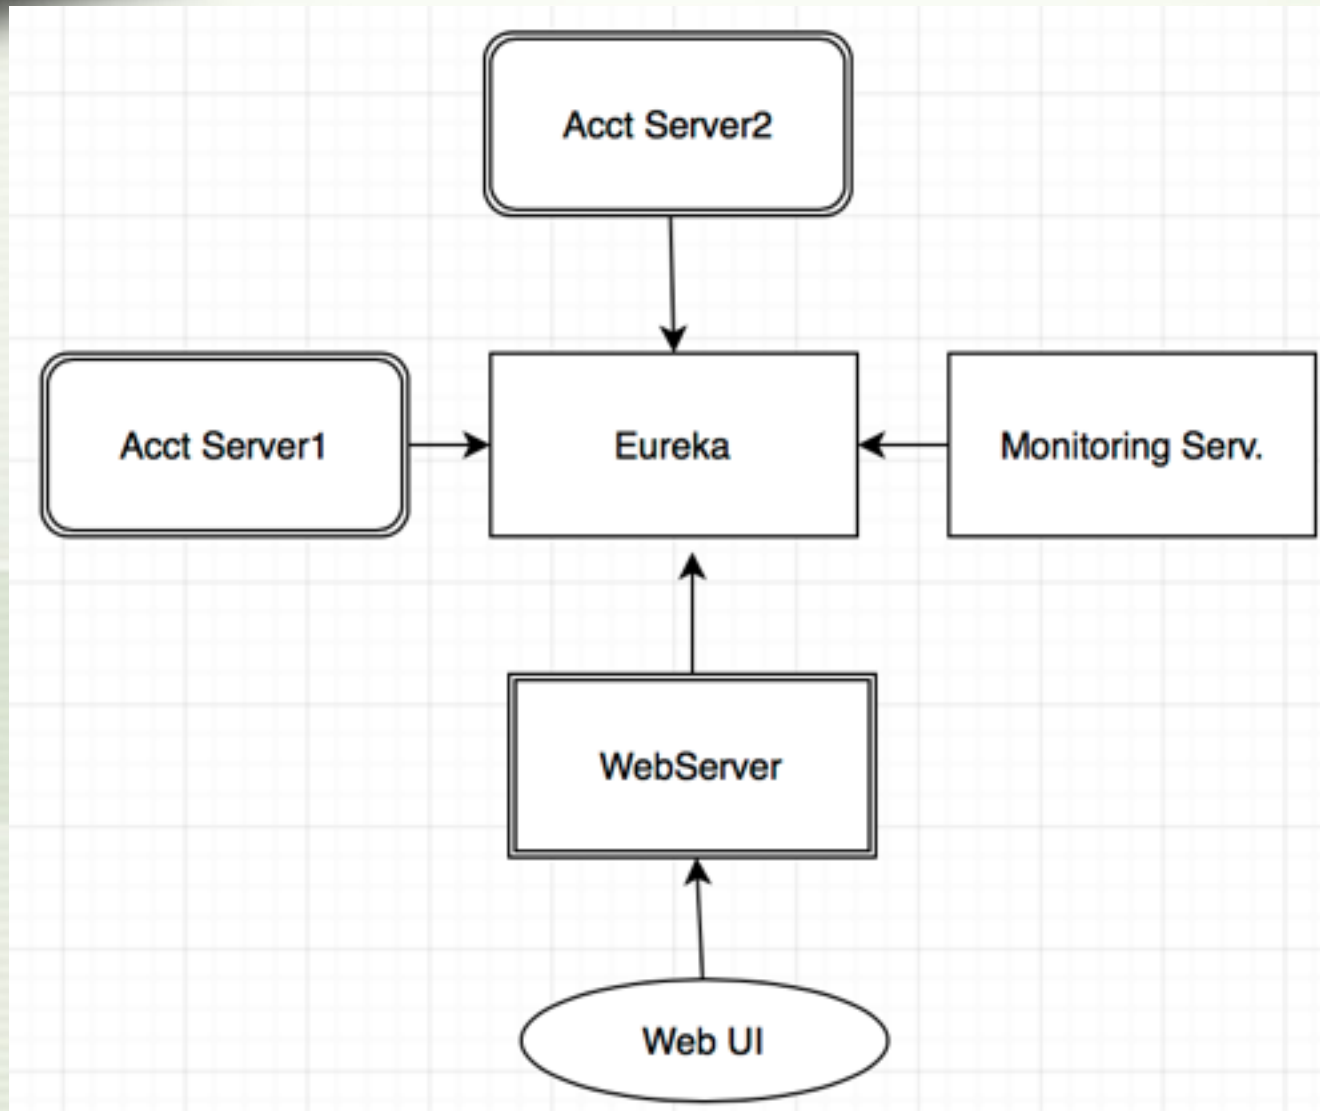 Acct Server2
Acct Server1
Eureka
Monitoring Serv.
WebServer
Web UI